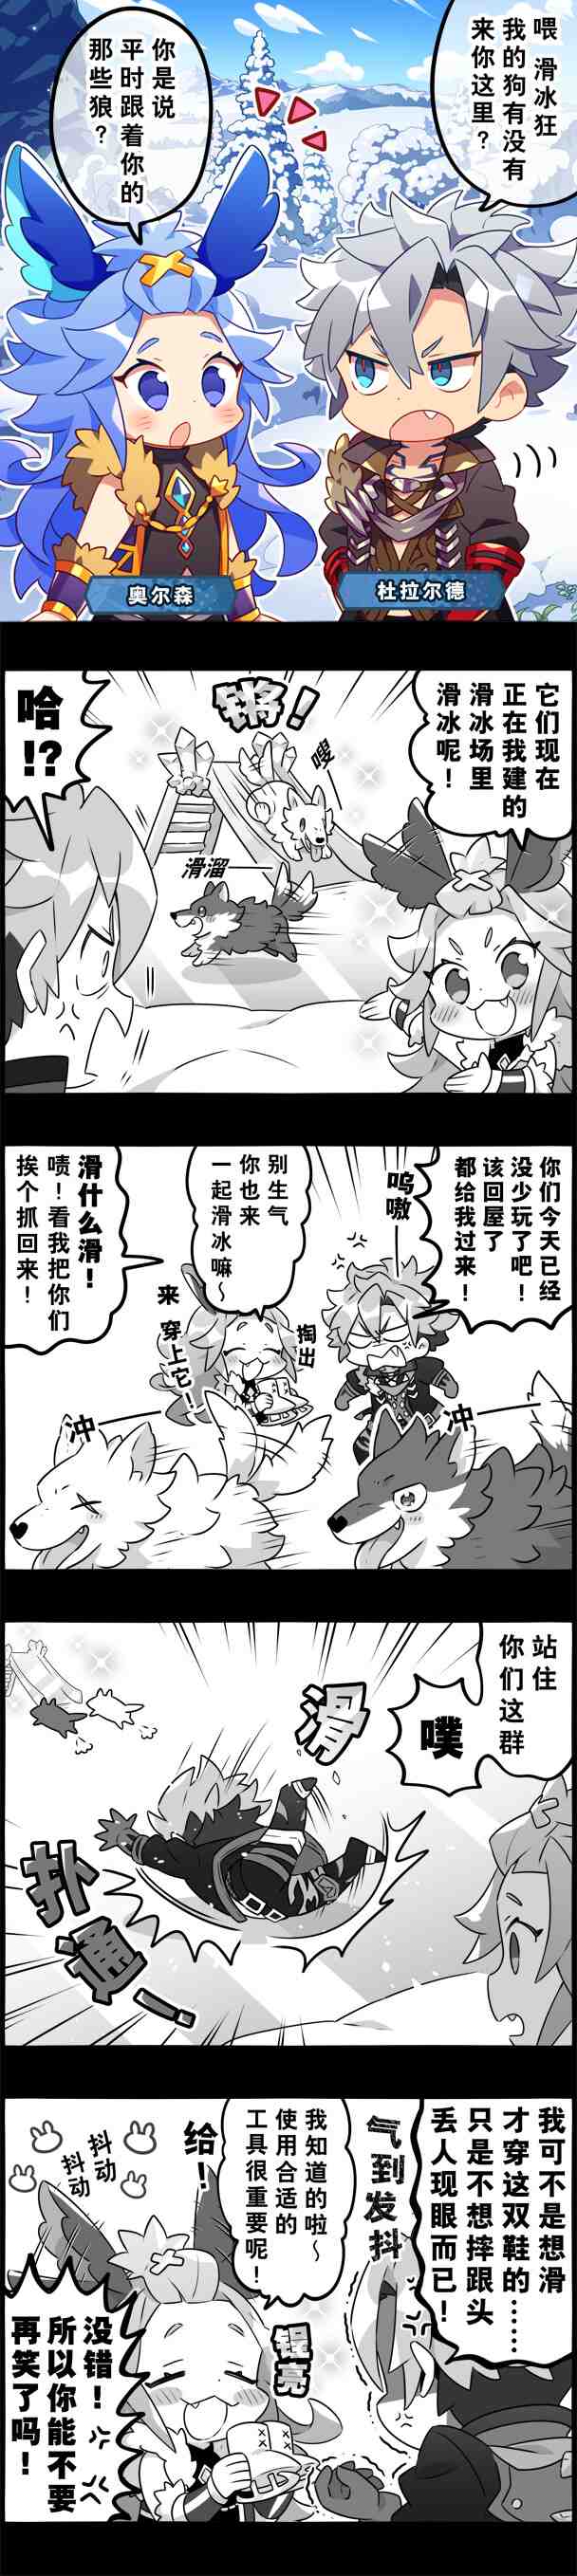 喂 滑冰狂
我的狗有没有
来你这里？
你是说
平时跟着你的
那些狼？
奥尔森
杜拉尔德
它们现在
正在我建的
滑冰场里
滑冰呢！
锵！
嗖
滑溜
哈
!?
你们今天已经
没少玩了吧！
该回屋了
都给我过来！
呜嗷
别生气
你也来
一起滑冰嘛～
掏出
来 穿上它！
滑什么滑！
啧！看我把你们
挨个抓回来！
冲
冲
站住
你们这群
噗
滑
扑通！
我可不是想滑
才穿这双鞋的……
只是不想摔跟头
丢人现眼而已！
气到发抖
我知道的啦～
使用合适的
工具很重要呢！
给！
抖动
抖动
锃亮
没错！
所以你能不要
再笑了吗！